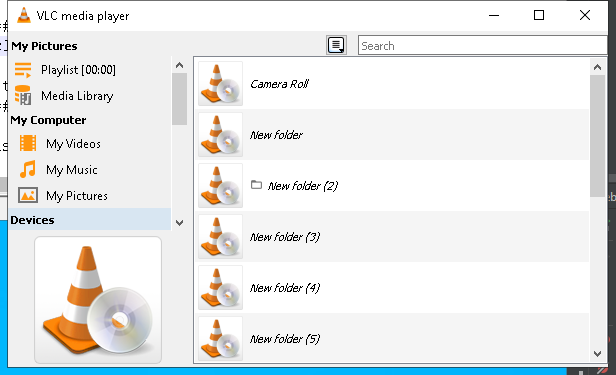 VLC media player
My Pictures
Search
Playlist [00:00]
Media Library
My Computer
My Videos
My Music
My Pictures
Devices
Camera Roll
New folder
New folder (2)
New folder (3)
New folder (4)
New folder (5)